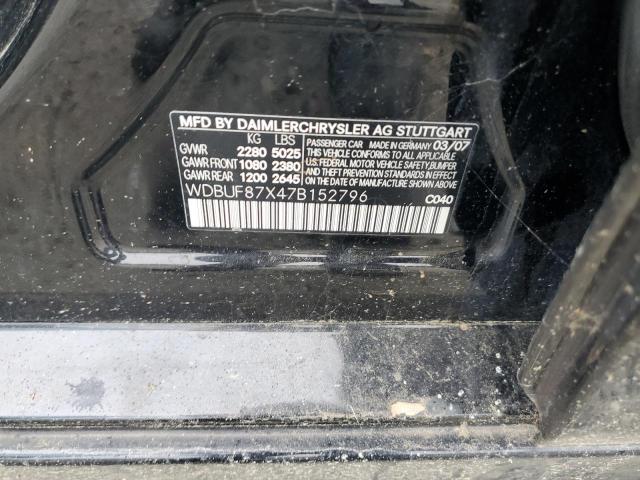 MFD BY DAIMLERCHRYSLER AG STUTTGART
KG LBS
GVWR 2280 5025
GAWR FRONT 1080 2380
GAWR REAR 1200 2645
PASSENGER CAR MADE IN GERMANY 03/07
THIS VEHICLE CONFORMS TO ALL APPLICABLE
U.S. FEDERAL MOTOR VEHICLE SAFETY, BUMPER
AND THEFT PREVENTION STANDARDS IN EFFECT
ON THE DATE OF MANUFACTURE SHOWN ABOVE.
WDBUF87X47B152796
C040